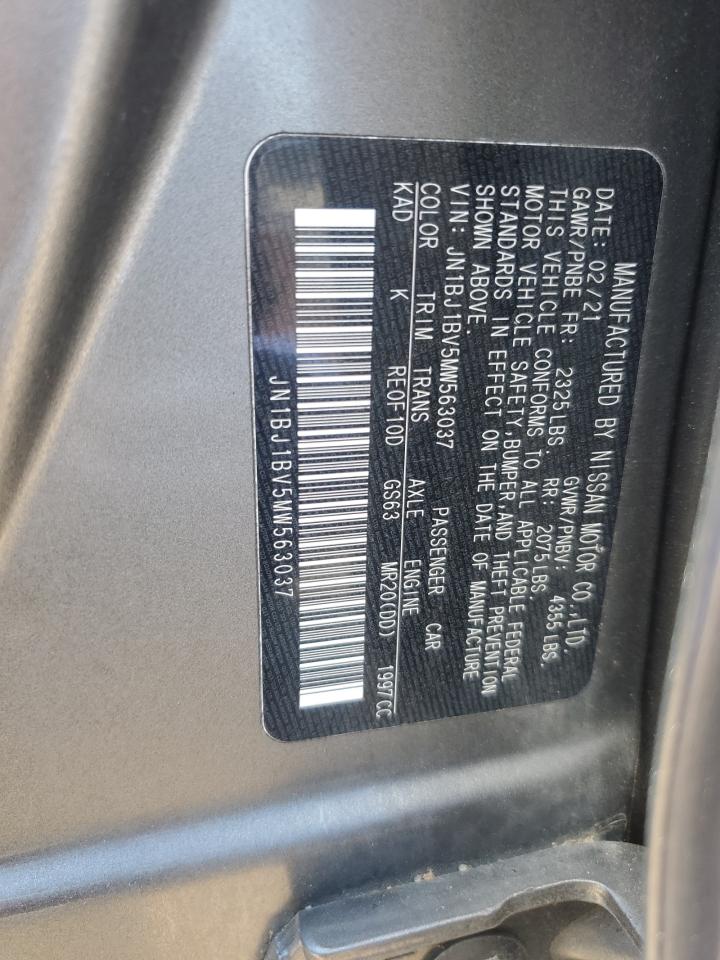 MANUFACTURED BY NISSAN MOTOR CO.,LTD.
DATE: 02/21 GVWR/PNBV: 4355 LBS.
GAWR/PNBE FR: 2325 LBS. RR: 2075 LBS
THIS VEHICLE CONFORMS TO ALL APPLICABLE FEDERAL
MOTOR VEHICLE SAFETY,BUMPER,AND THEFT PREVENTION
STANDARDS IN EFFECT ON THE DATE OF MANUFACTURE
SHOWN ABOVE.
VIN: JN1BJ1BV5MW563037 PASSENGER CAR
COLOR TRIM TRANS AXLE ENGINE
KAD K RE0F10D GS63 MR20(DD) 1997CC
JN1BJ1BV5MW563037